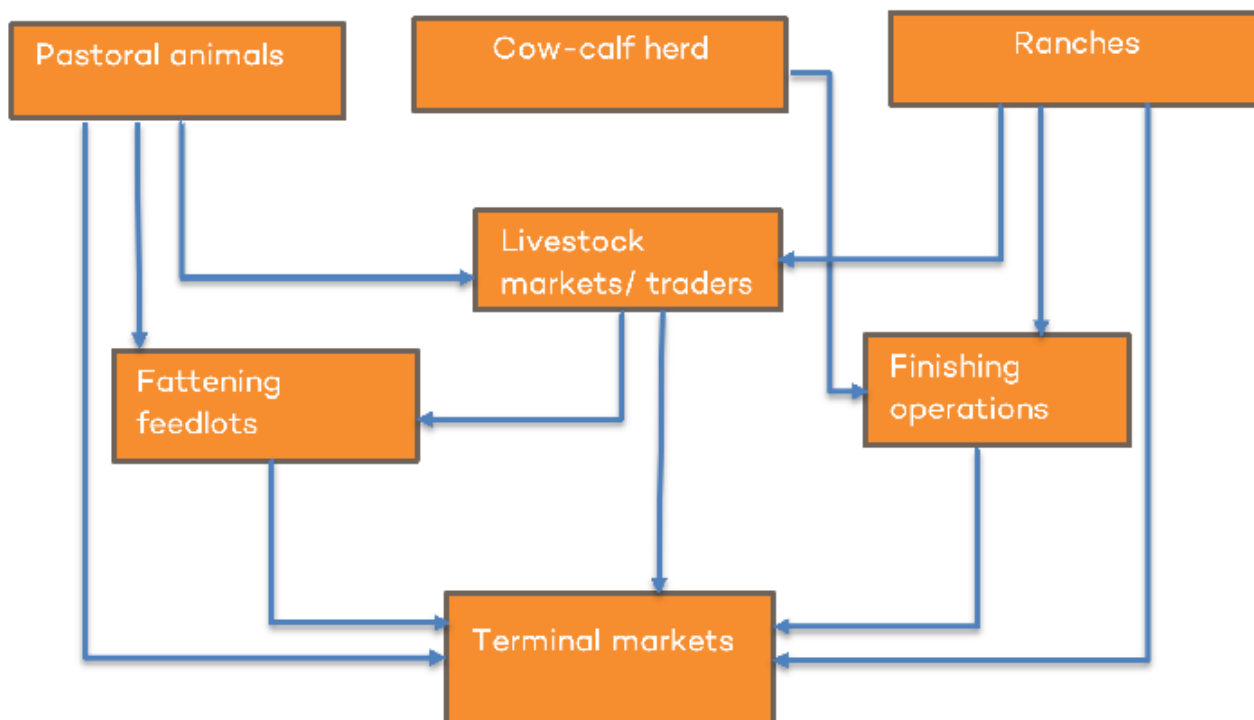 Pastoral animals
Cow-calf herd
Ranches
Livestock
markets/ traders
Fattening
feedlots
Finishing
operations
Terminal markets